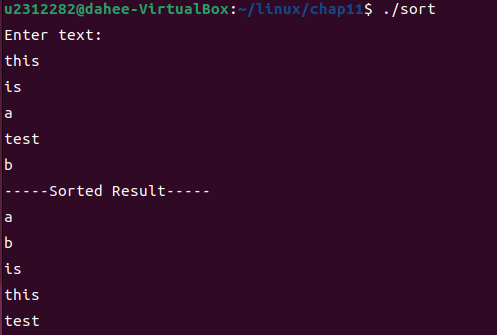 u2312282@dahee-VirtualBox:~/linux/chap11$ ./sort
Enter text:
this
is
a
test
b
-----Sorted Result-----
a
b
is
this
test